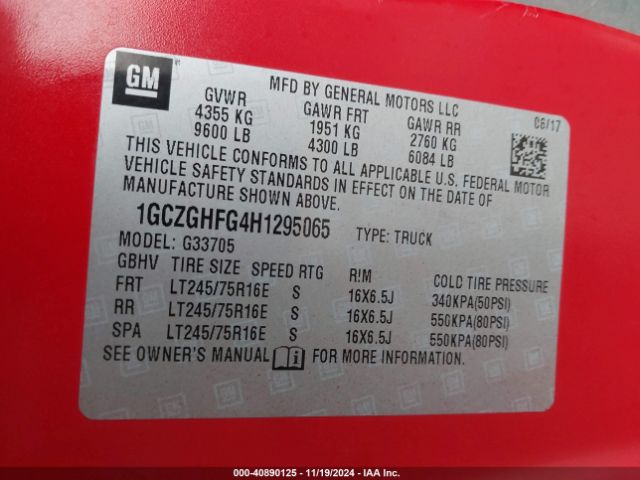 GM
MFD BY GENERAL MOTORS LLC
GVWR GAWR FRT GAWR RR 06/17
4355 KG 1951 KG 2760 KG
9600 LB 4300 LB 6084 LB
THIS VEHICLE CONFORMS TO ALL APPLICABLE U.S. FEDERAL MOTOR
VEHICLE SAFETY STANDARDS IN EFFECT ON THE DATE OF
MANUFACTURE SHOWN ABOVE.
1GCZGHFG4H1295065 TYPE: TRUCK
MODEL: G33705
GBHV TIRE SIZE SPEED RTG RIM COLD TIRE PRESSURE
FRT LT245/75R16E S 16X6.5J 340KPA(50PSI)
RR LT245/75R16E S 16X6.5J 550KPA(80PSI)
SPA LT245/75R16E S 16X6.5J 550KPA(80PSI)
SEE OWNER'S MANUAL FOR MORE INFORMATION.
000-40890125 - 11/19/2024 - IAA Inc.